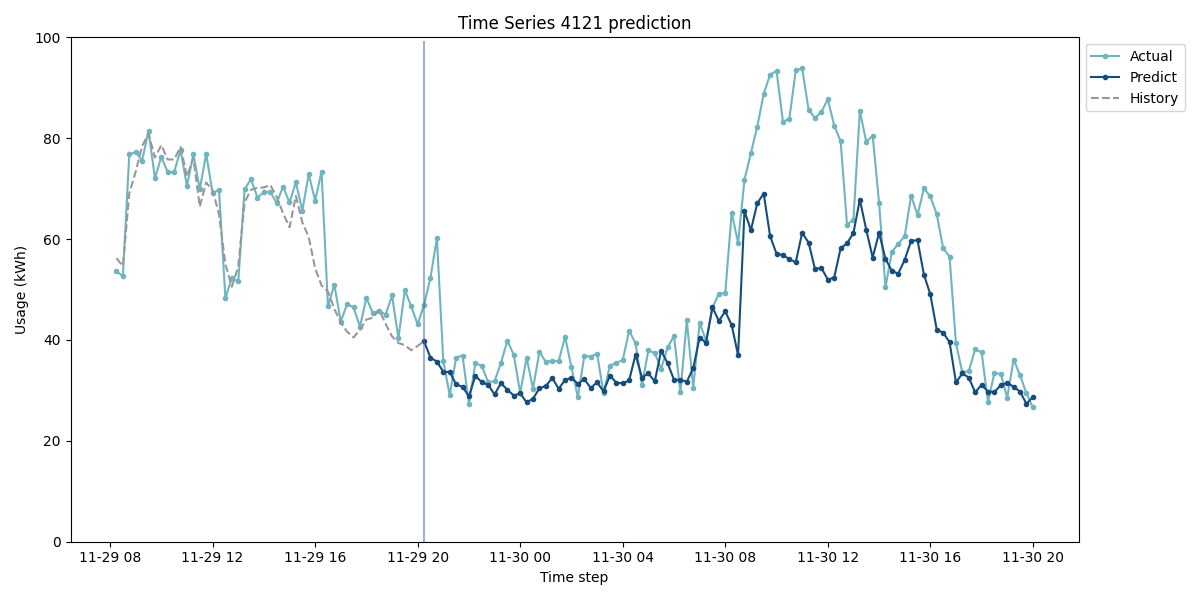 Time Series 4121 prediction
100
80
60
40
20
0
Usage (kWh)
11-29 08
11-29 12
11-29 16
11-29 20
11-30 00
11-30 04
11-30 08
11-30 12
11-30 16
11-30 20
Time step
Actual
Predict
History